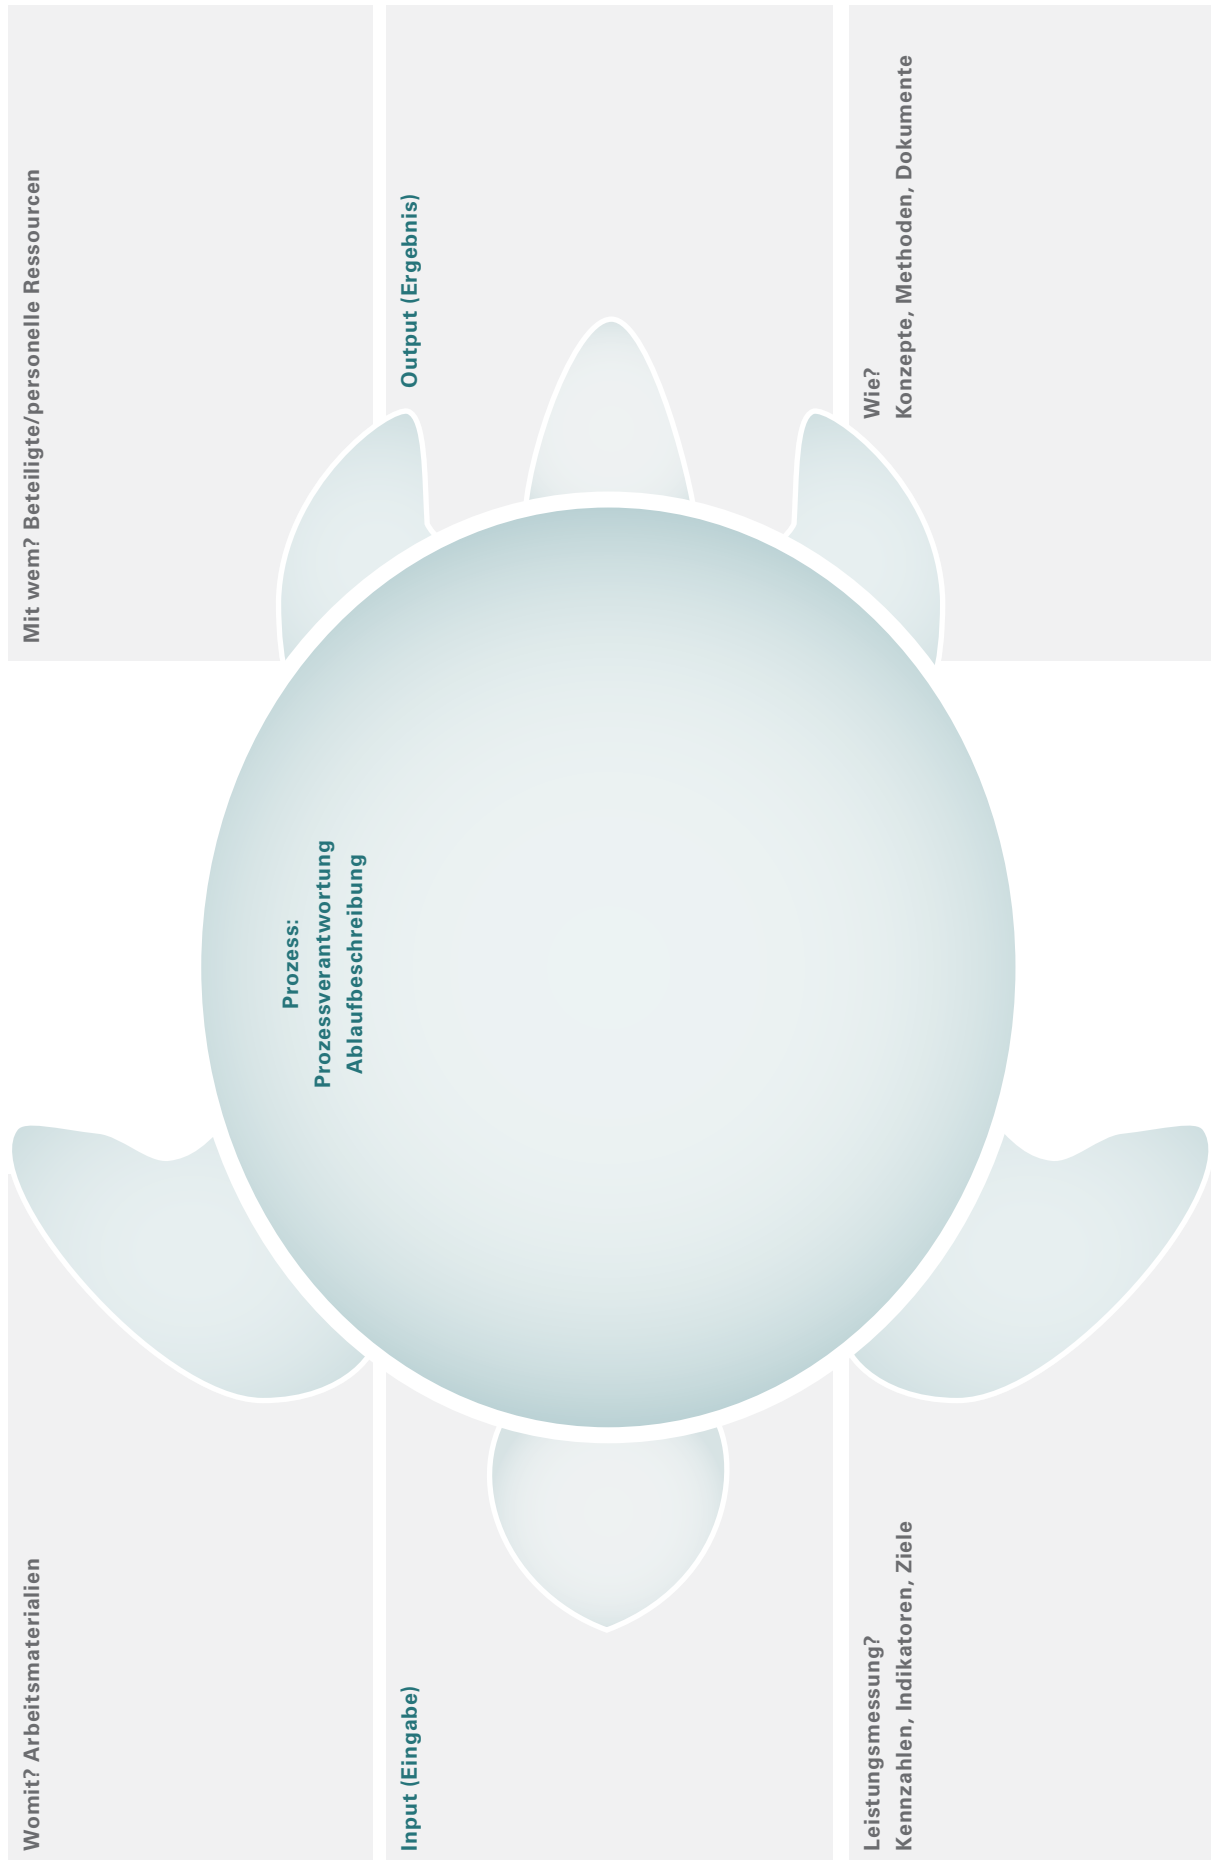 Womit? Arbeitsmaterialien
Mit wem? Beteiligte/personelle Ressourcen
Prozess:
Prozessverantwortung
Ablaufbeschreibung
Input (Eingabe)
Output (Ergebnis)
Leistungsmessung?
Kennzahlen, Indikatoren, Ziele
Wie?
Konzepte, Methoden, Dokumente